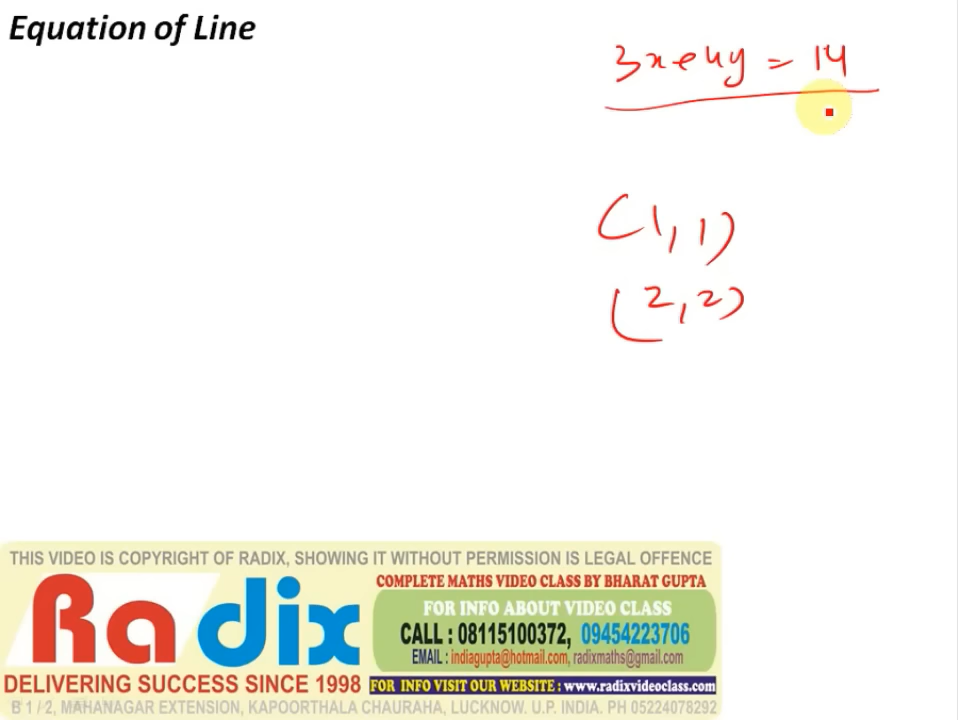 Equation of Line
3x+4y = 14
(1, 1)
(2, 2)
THIS VIDEO IS COPYRIGHT OF RADIX, SHOWING IT WITHOUT PERMISSION IS LEGAL OFFENCE
Radix
DELIVERING SUCCESS SINCE 1998
COMPLETE MATHS VIDEO CLASS BY BHARAT GUPTA
FOR INFO ABOUT VIDEO CLASS
CALL : 08115100372, 09454223706
EMAIL : indiagupta@hotmail.com, radixmaths@gmail.com
FOR INFO VISIT OUR WEBSITE : www.radixvideoclass.com
B 1 / 2, MAHANAGAR EXTENSION, KAPOORTHALA CHAURAHA, LUCKNOW. U.P. INDIA. PH 05224078292